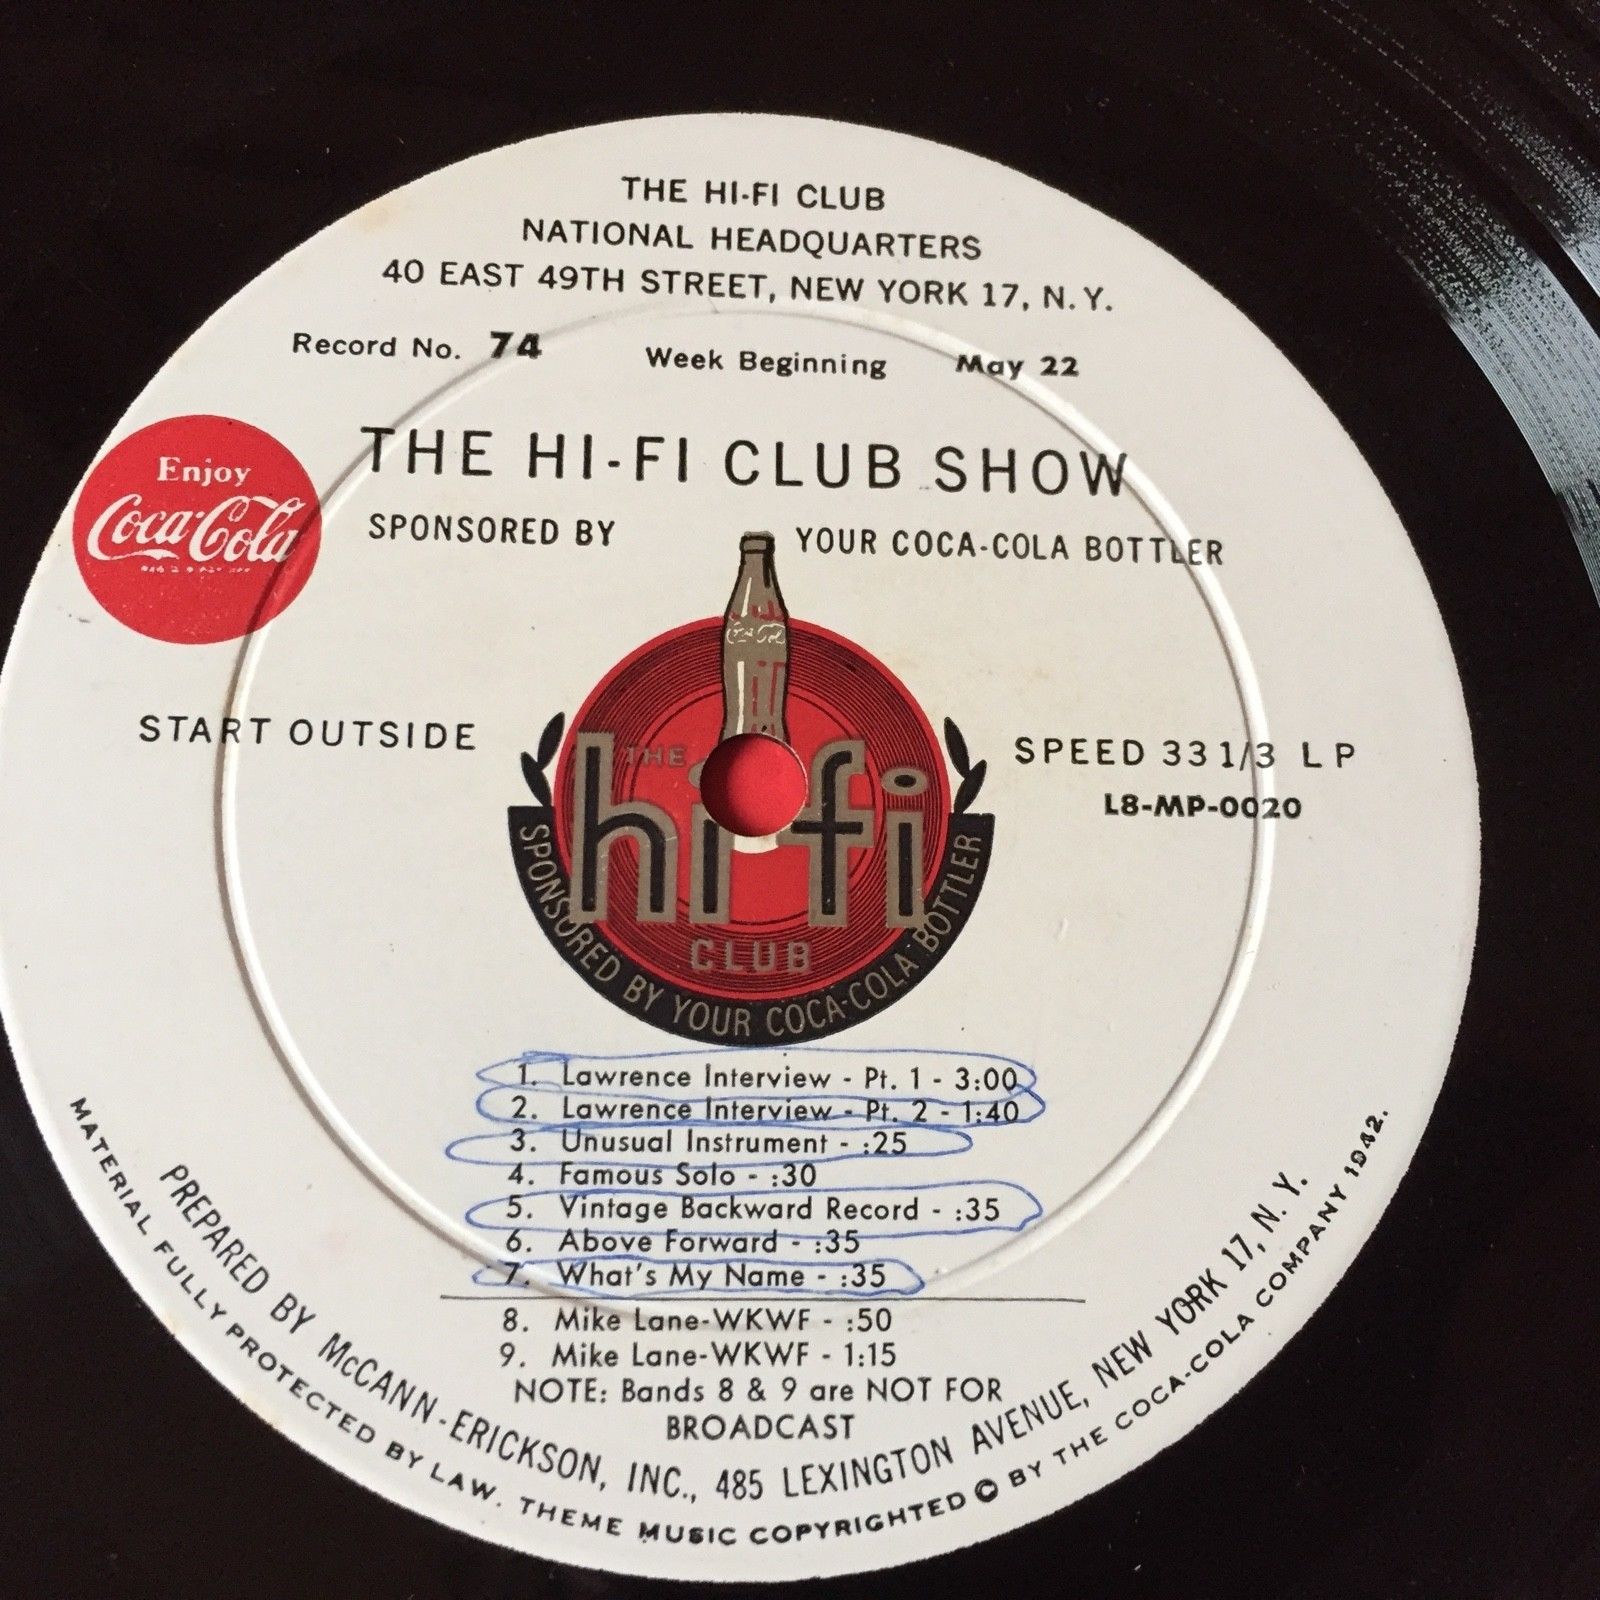 THE HI-FI CLUB
NATIONAL HEADQUARTERS
40 EAST 49TH STREET, NEW YORK 17, N.Y.
Record No. 74 Week Beginning May 22
THE HI-FI CLUB SHOW
Enjoy
Coca-Cola
SPONSORED BY YOUR COCA-COLA BOTTLER
Coca-Cola
START OUTSIDE
SPEED 33 1/3 LP
L8-MP-0020
THE
hi fi
CLUB
SPONSORED BY YOUR COCA-COLA BOTTLER
1. Lawrence Interview - Pt. 1 - 3:00
2. Lawrence Interview - Pt. 2 - 1:40
3. Unusual Instrument - :25
4. Famous Solo - :30
5. Vintage Backward Record - :35
6. Above Forward - :35
7. What's My Name - :35
8. Mike Lane-WKWF - :50
9. Mike Lane-WKWF - 1:15
NOTE: Bands 8 & 9 are NOT FOR
BROADCAST
PREPARED BY McCANN-ERICKSON, INC., 485 LEXINGTON AVENUE, NEW YORK 17, N.Y.
MATERIAL FULLY PROTECTED BY LAW. THEME MUSIC COPYRIGHTED © BY THE COCA-COLA COMPANY 1942.